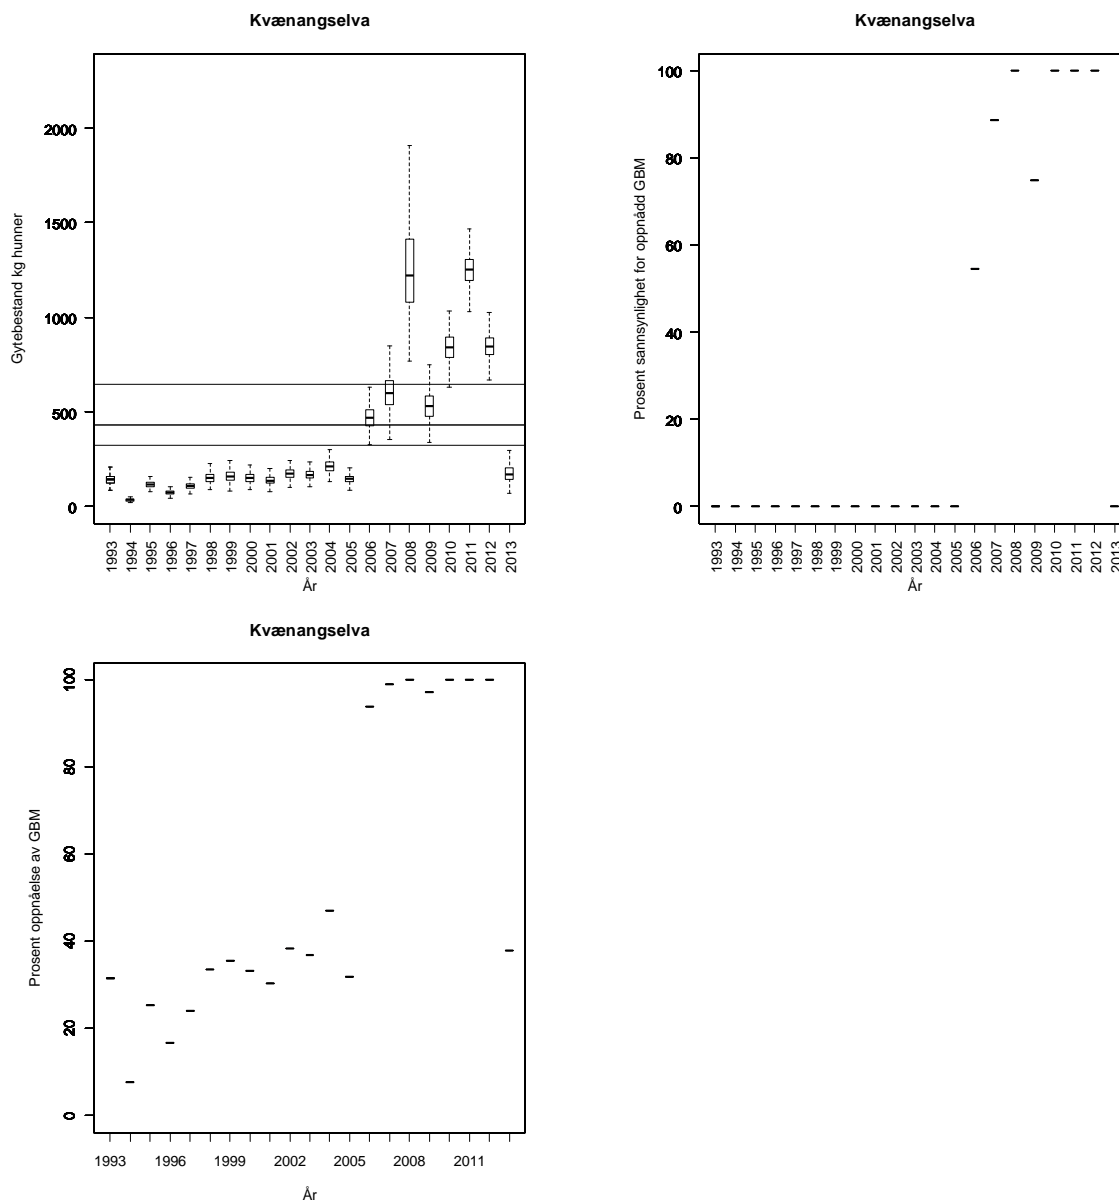 Kvænangselva
Gytebestand kg hunner
2000
1500
1000
500
0
1993 1994 1995 1996 1997 1998 1999 2000 2001 2002 2003 2004 2005 2006 2007 2008 2009 2010 2011 2012 2013
År
Kvænangselva
Prosent sannsynlighet for oppnådd GBM
100
80
60
40
20
0
1993 1994 1995 1996 1997 1998 1999 2000 2001 2002 2003 2004 2005 2006 2007 2008 2009 2010 2011 2012 2013
År
Kvænangselva
Prosent oppnåelse av GBM
100
80
60
40
20
0
1993 1996 1999 2002 2005 2008 2011
År